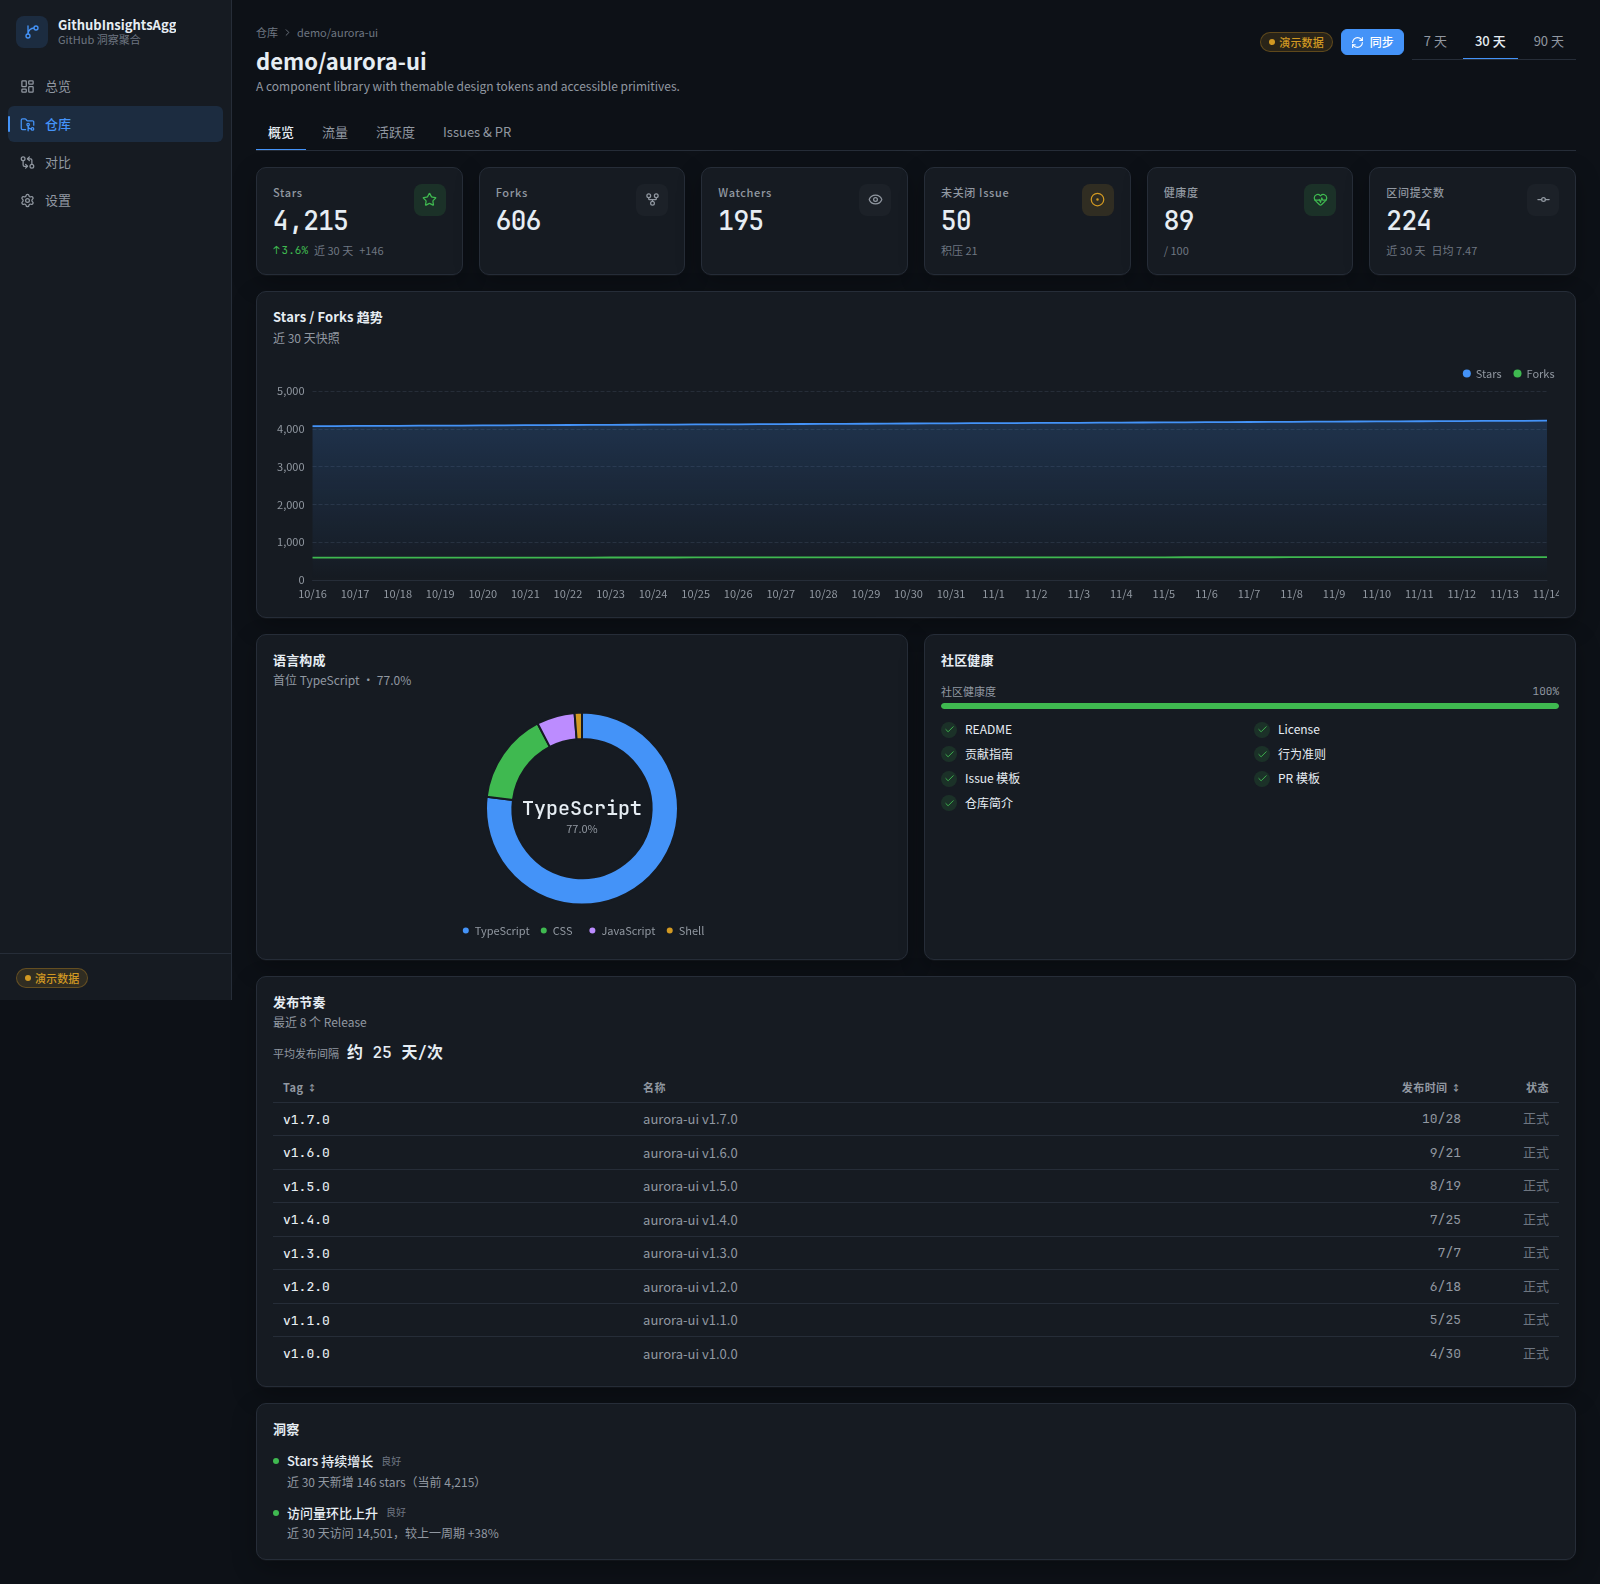 GithubInsightsAgg
GitHub 洞察聚合
总览
仓库
对比
设置
演示数据
仓库 > demo/aurora-ui
demo/aurora-ui
A component library with themable design tokens and accessible primitives.
演示数据 同步 7 天 30 天 90 天
概览 流量 活跃度 Issues & PR
Stars
4,215
↑3.6% 近 30 天 +146
Forks
606
Watchers
195
未关闭 Issue
50
积压 21
健康度
89
/ 100
区间提交数
224
近 30 天 日均 7.47
Stars / Forks 趋势
近 30 天快照
Stars Forks
5,000
4,000
3,000
2,000
1,000
0
10/16 10/17 10/18 10/19 10/20 10/21 10/22 10/23 10/24 10/25 10/26 10/27 10/28 10/29 10/30 10/31 11/1 11/2 11/3 11/4 11/5 11/6 11/7 11/8 11/9 11/10 11/11 11/12 11/13 11/14
语言构成
首位 TypeScript · 77.0%
TypeScript
77.0%
TypeScript CSS JavaScript Shell
社区健康
社区健康度 100%
README License
贡献指南 行为准则
Issue 模板 PR 模板
仓库简介
发布节奏
最近 8 个 Release
平均发布间隔 约 25 天/次
Tag ↕ 名称 发布时间 ↕ 状态
v1.7.0 aurora-ui v1.7.0 10/28 正式
v1.6.0 aurora-ui v1.6.0 9/21 正式
v1.5.0 aurora-ui v1.5.0 8/19 正式
v1.4.0 aurora-ui v1.4.0 7/25 正式
v1.3.0 aurora-ui v1.3.0 7/7 正式
v1.2.0 aurora-ui v1.2.0 6/18 正式
v1.1.0 aurora-ui v1.1.0 5/25 正式
v1.0.0 aurora-ui v1.0.0 4/30 正式
洞察
Stars 持续增长 良好
近 30 天新增 146 stars（当前 4,215）
访问量环比上升 良好
近 30 天访问 14,501，较上一周期 +38%